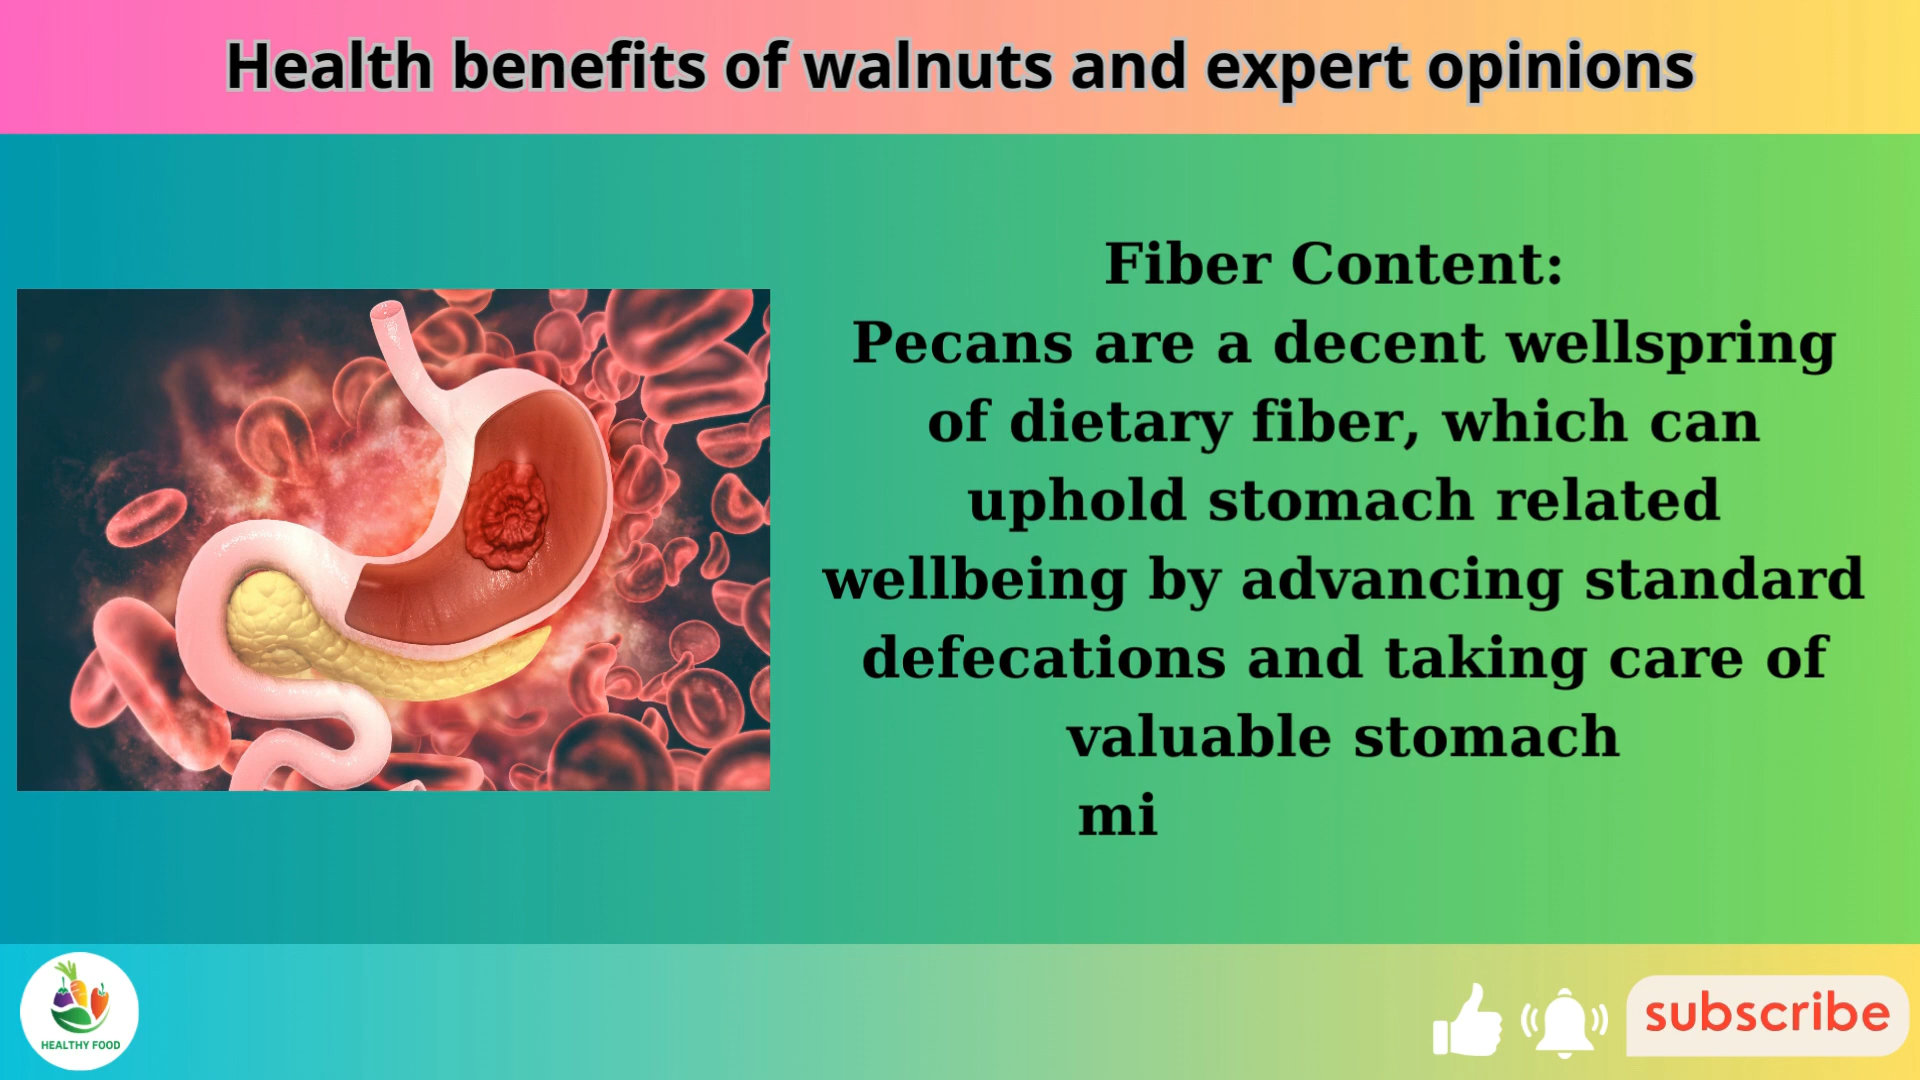 Health benefits of walnuts and expert opinions
Fiber Content:
Pecans are a decent wellspring
of dietary fiber, which can
uphold stomach related
wellbeing by advancing standard
defecations and taking care of
valuable stomach
mi
HEALTHY FOOD
subscribe